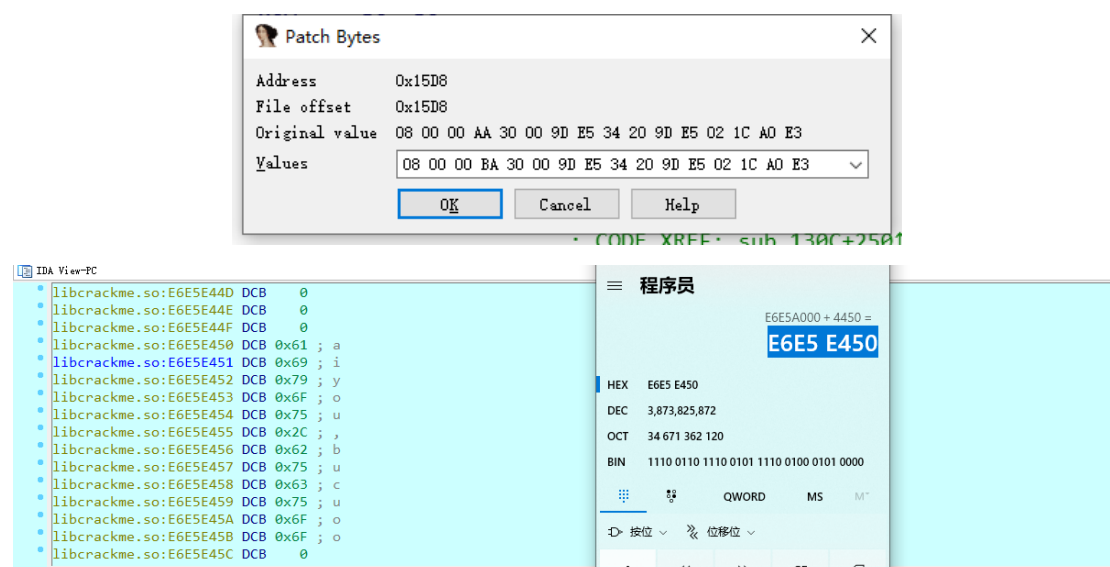 Patch Bytes
Address 0x15D8
File offset 0x15D8
Original value 08 00 00 AA 30 00 9D E5 34 20 9D E5 02 1C A0 E3
Values 08 00 00 BA 30 00 9D E5 34 20 9D E5 02 1C A0 E3
OK Cancel Help
; CODE XREF: sub_130C+250↑
IDA View-PC
libcrackme.so:E6E5E44D DCB 0
libcrackme.so:E6E5E44E DCB 0
libcrackme.so:E6E5E44F DCB 0
libcrackme.so:E6E5E450 DCB 0x61 ; a
libcrackme.so:E6E5E451 DCB 0x69 ; i
libcrackme.so:E6E5E452 DCB 0x79 ; y
libcrackme.so:E6E5E453 DCB 0x6F ; o
libcrackme.so:E6E5E454 DCB 0x75 ; u
libcrackme.so:E6E5E455 DCB 0x2C ; ,
libcrackme.so:E6E5E456 DCB 0x62 ; b
libcrackme.so:E6E5E457 DCB 0x75 ; u
libcrackme.so:E6E5E458 DCB 0x63 ; c
libcrackme.so:E6E5E459 DCB 0x75 ; u
libcrackme.so:E6E5E45A DCB 0x6F ; o
libcrackme.so:E6E5E45B DCB 0x6F ; o
libcrackme.so:E6E5E45C DCB 0
程序员
E6E5A000 + 4450 =
E6E5 E450
HEX E6E5 E450
DEC 3,873,825,872
OCT 34 671 362 120
BIN 1110 0110 1110 0101 1110 0100 0101 0000
QWORD MS M˅
按位 位移位